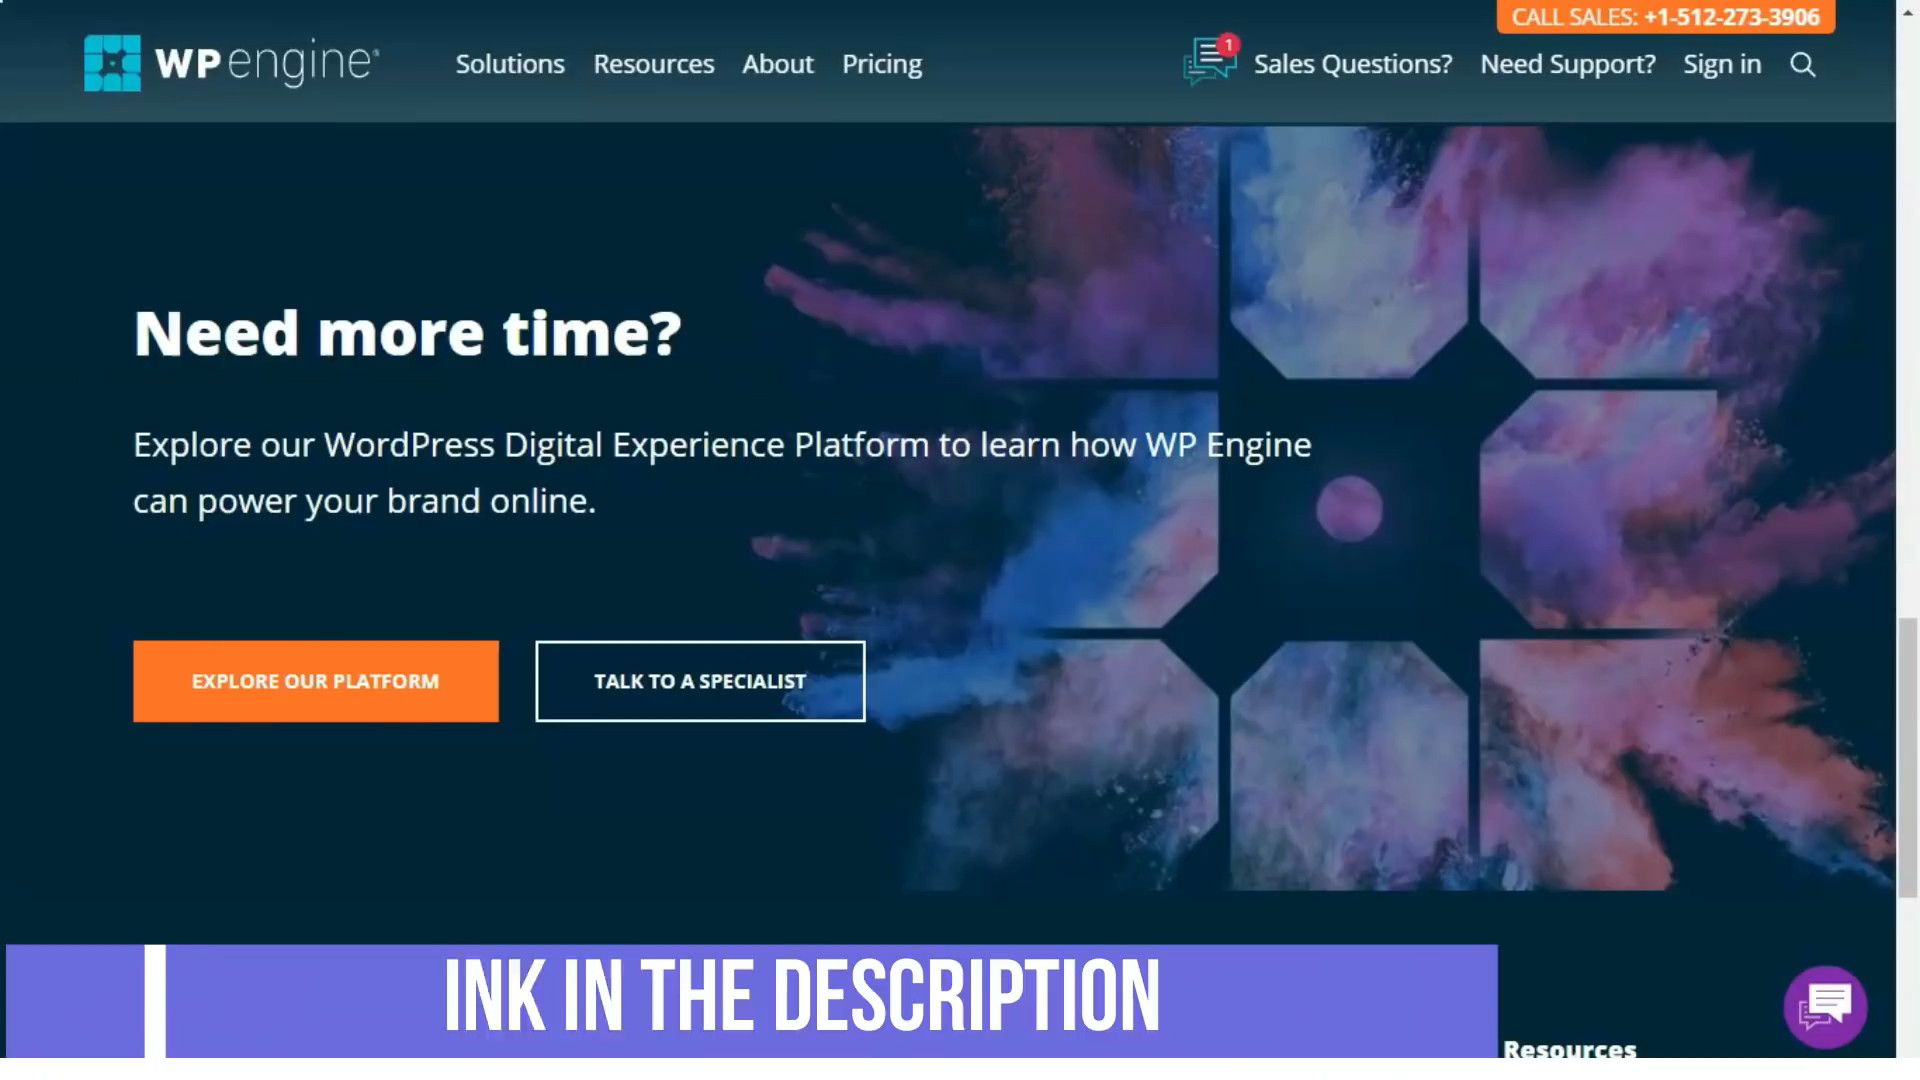 CALL SALES: +1-512-273-3906
WP engine®
Solutions Resources About Pricing
1
Sales Questions? Need Support? Sign in
Need more time?
Explore our WordPress Digital Experience Platform to learn how WP Engine
can power your brand online.
EXPLORE OUR PLATFORM
TALK TO A SPECIALIST
INK IN THE DESCRIPTION
Resources